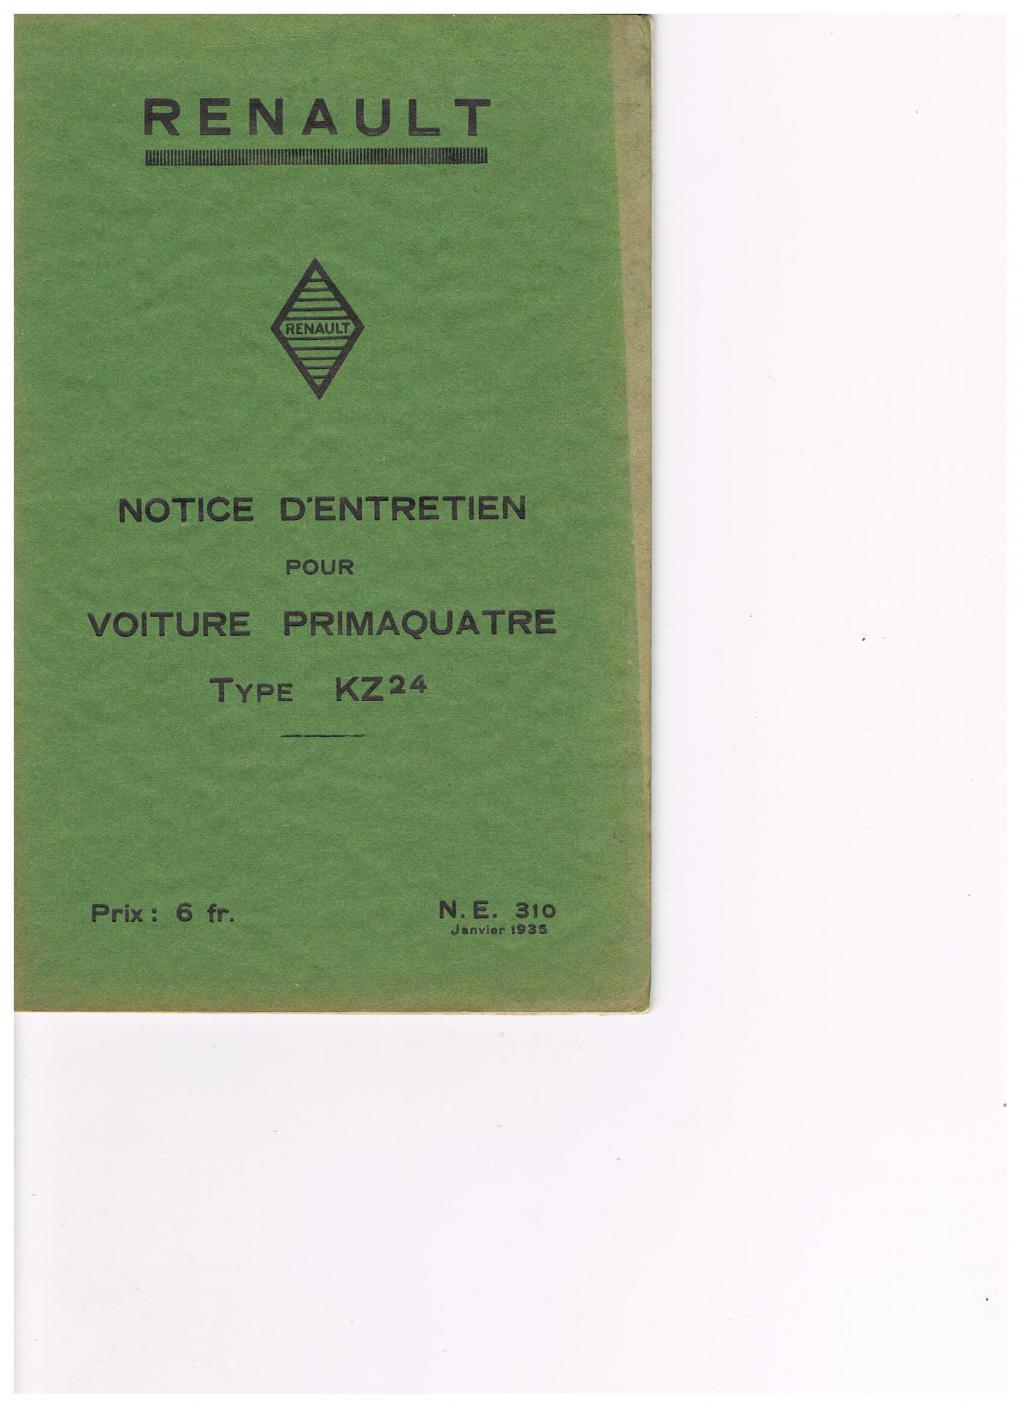 RENAULT
RENAULT
NOTICE D'ENTRETIEN
POUR
VOITURE PRIMAQUATRE
TYPE KZ24
Prix : 6 fr.
N. E. 310
Janvier 1935